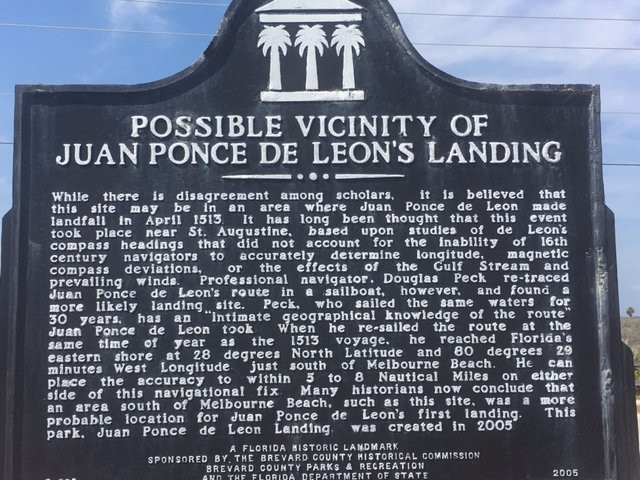 POSSIBLE VICINITY OF
JUAN PONCE DE LEON'S LANDING
While there is disagreement among scholars, it is believed that
this site may be in an area where Juan Ponce de Leon made
landfall in April 1513. It has long been thought that this event
took place near St. Augustine, based upon studies of de Leon's
compass headings that did not account for the inability of 16th
century navigators to accurately determine longitude, magnetic
compass deviations, or the effects of the Gulf Stream and
prevailing winds. Professional navigator, Douglas Peck re-traced
Juan Ponce de Leon's route in a sailboat, however, and found a
more likely landing site. Peck, who sailed the same waters for
30 years, has an "intimate geographical knowledge of the route"
Juan Ponce de Leon took. When he re-sailed the route at the
same time of year as the 1513 voyage, he reached Florida's
eastern shore at 28 degrees North Latitude and 80 degrees 29
minutes West Longitude just south of Melbourne Beach. He can
place the accuracy to within 5 to 8 Nautical Miles on either
side of this navigational fix. Many historians now conclude that
an area south of Melbourne Beach, such as this site, was a more
probable location for Juan Ponce de Leon's first landing. This
park, Juan Ponce de Leon Landing, was created in 2005
A FLORIDA HISTORIC LANDMARK
SPONSORED BY THE BREVARD COUNTY HISTORICAL COMMISSION
BREVARD COUNTY PARKS & RECREATION
AND THE FLORIDA DEPARTMENT OF STATE
2005